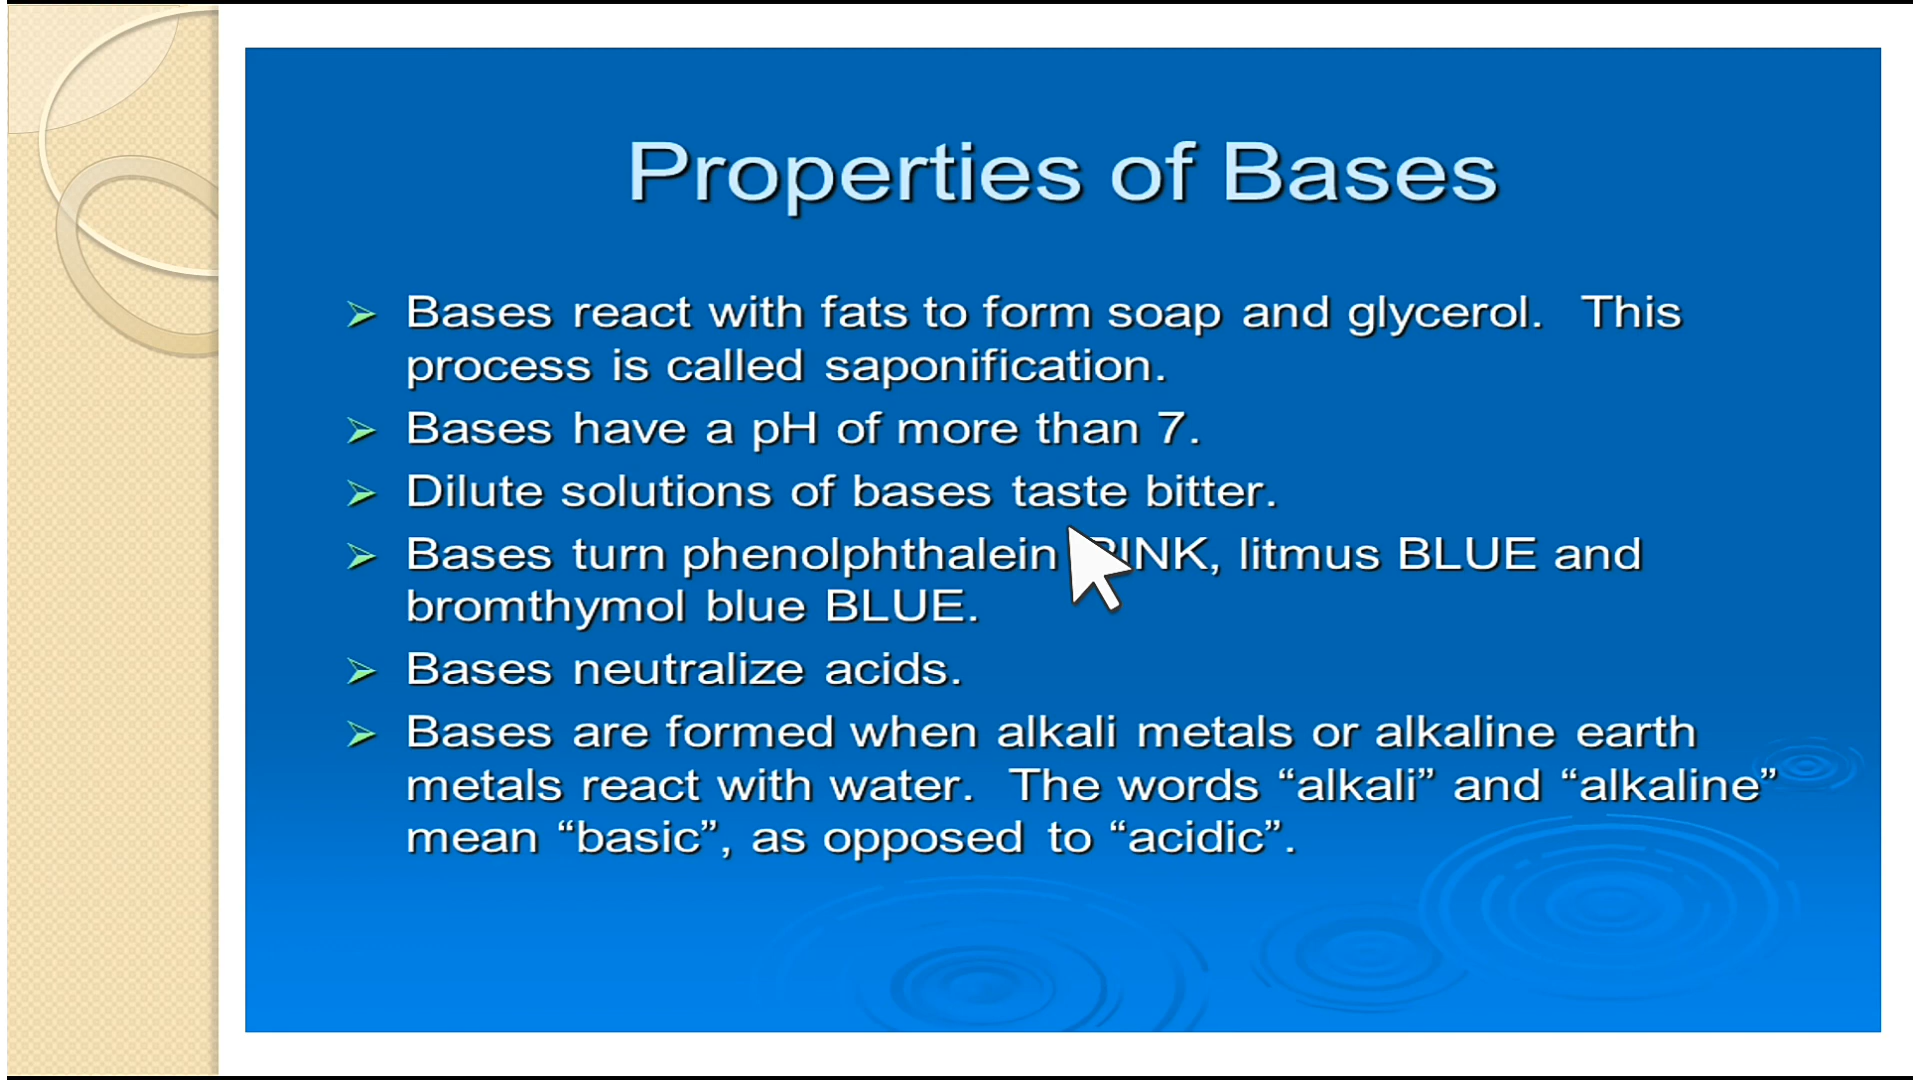 Properties of Bases
Bases react with fats to form soap and glycerol. This
process is called saponification.
Bases have a pH of more than 7.
Dilute solutions of bases taste bitter.
Bases turn phenolphthalein PINK, litmus BLUE and
bromthymol blue BLUE.
Bases neutralize acids.
Bases are formed when alkali metals or alkaline earth
metals react with water. The words “alkali” and “alkaline”
mean “basic”, as opposed to “acidic”.